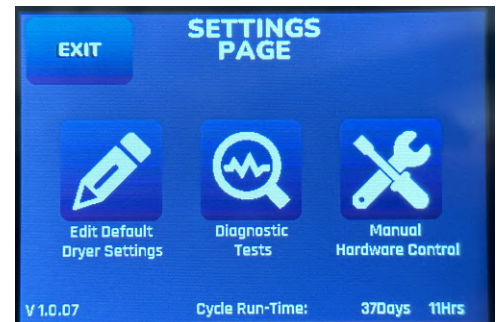 EXIT
SETTINGS
PAGE
Edit Default
Dryer Settings
Diagnostic
Tests
Manual
Hardware Control
V 1.0.07
Cycle Run-Time:
37Days 11Hrs